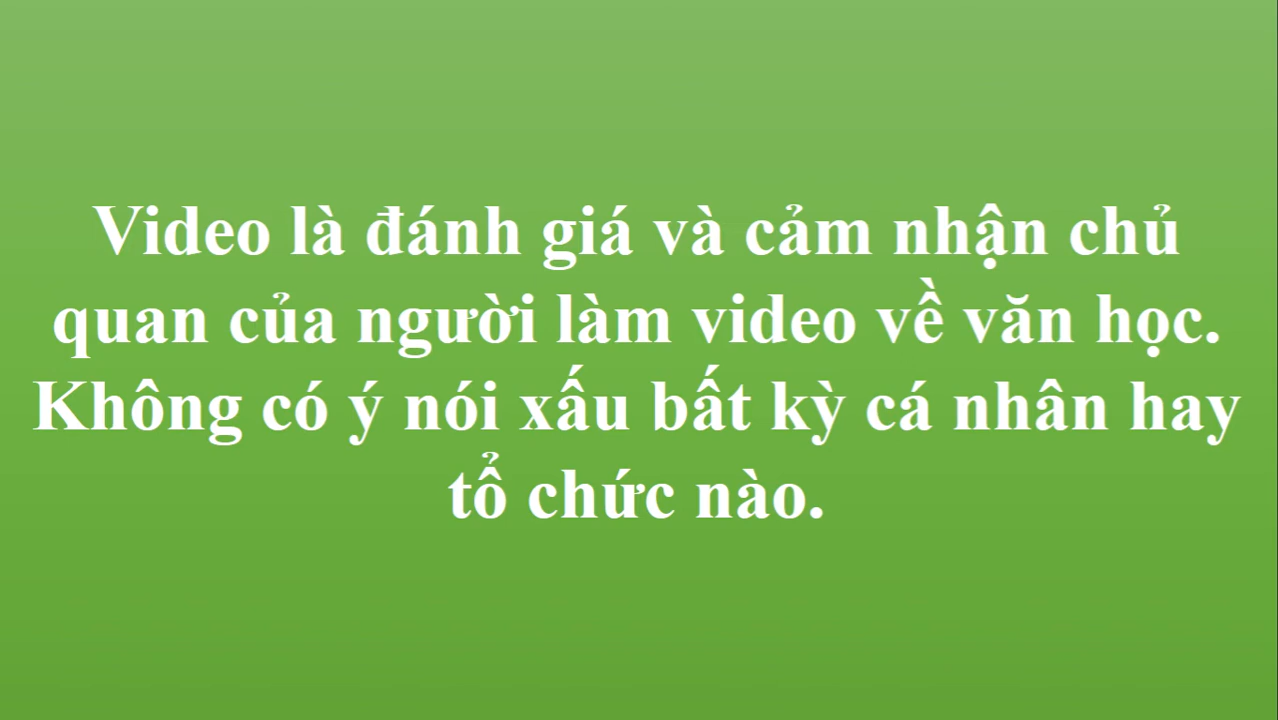 Video là đánh giá và cảm nhận chủ
quan của người làm video về văn học.
Không có ý nói xấu bất kỳ cá nhân hay
tổ chức nào.